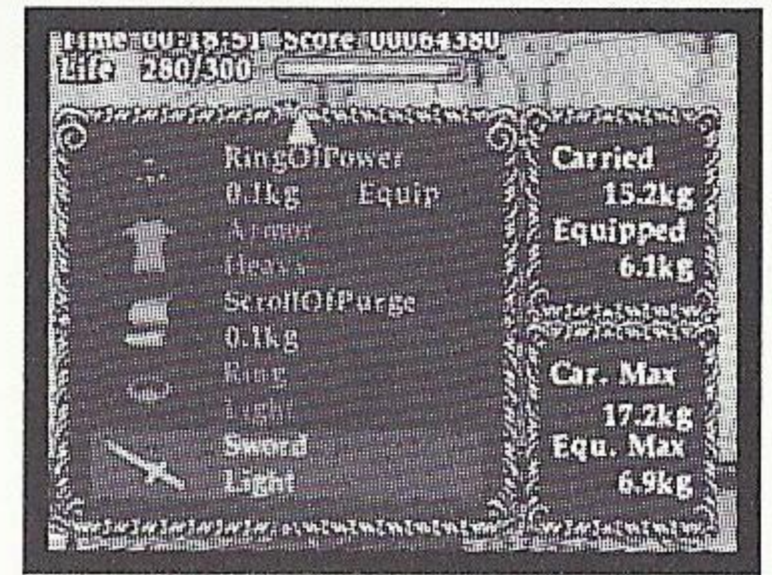 Time 00:18:51 Score 00064380
Life 280/300
RingOfPower
0.1kg Equip
Armor
Heavy
ScrollOfPurge
0.1kg
Ring
Light
Sword
Light
Carried
15.2kg
Equipped
6.1kg
Car. Max
17.2kg
Equ. Max
6.9kg